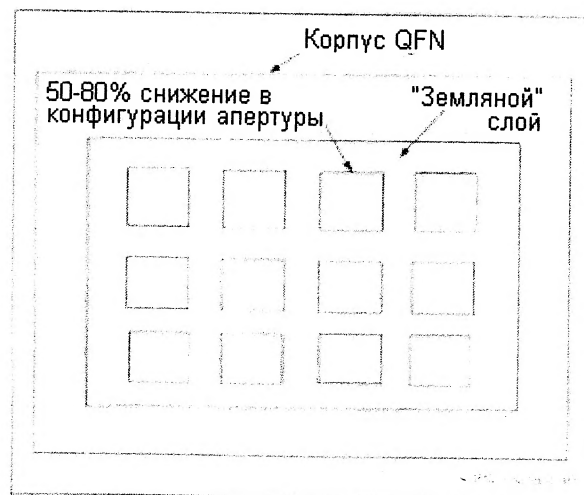 Корпус QFN
50-80% снижение в
конфигурации апертуры
"Земляной"
слой